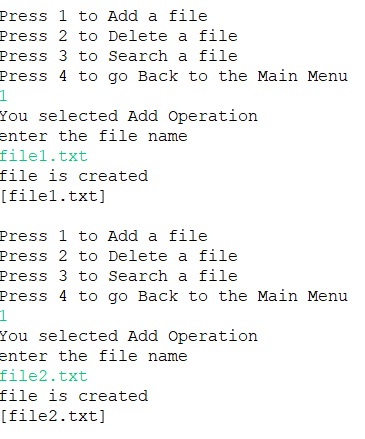 Press 1 to Add a file
Press 2 to Delete a file
Press 3 to Search a file
Press 4 to go Back to the Main Menu
1
You selected Add Operation
enter the file name
file1.txt
file is created
[file1.txt]
Press 1 to Add a file
Press 2 to Delete a file
Press 3 to Search a file
Press 4 to go Back to the Main Menu
1
You selected Add Operation
enter the file name
file2.txt
file is created
[file2.txt]